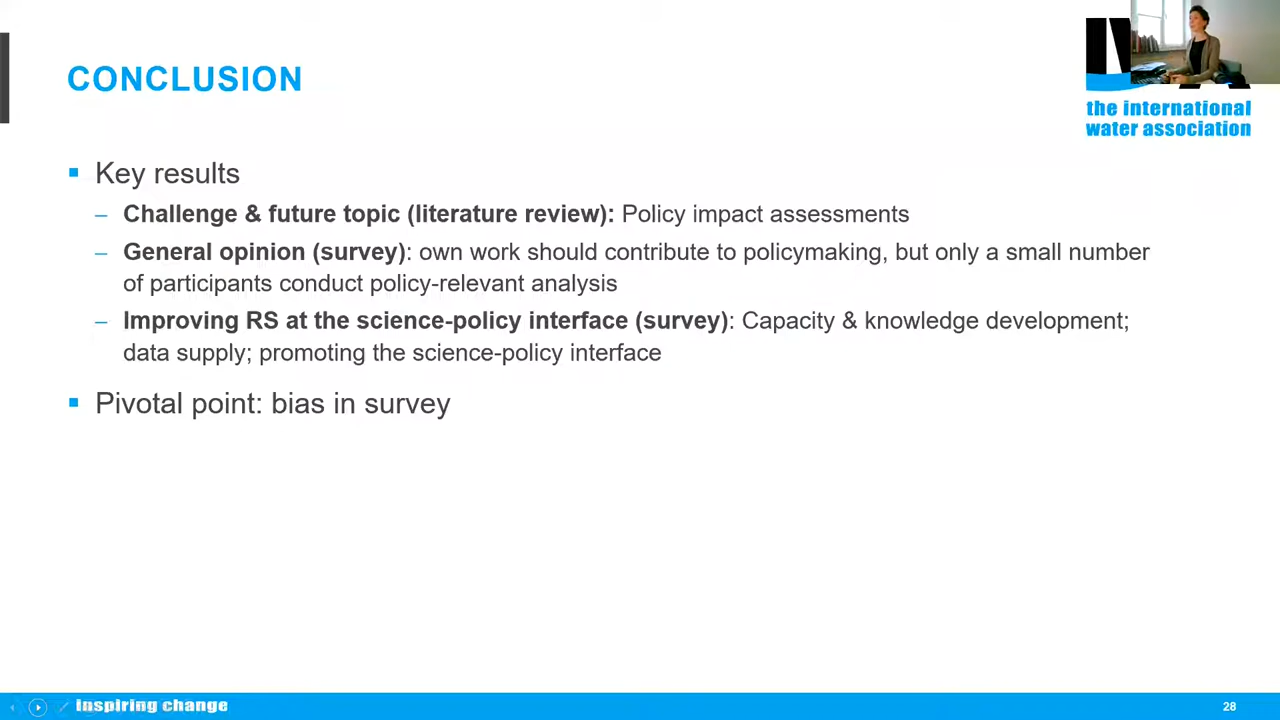 CONCLUSION
the international
water association
Key results
– Challenge & future topic (literature review): Policy impact assessments
– General opinion (survey): own work should contribute to policymaking, but only a small number
of participants conduct policy-relevant analysis
– Improving RS at the science-policy interface (survey): Capacity & knowledge development;
data supply; promoting the science-policy interface
Pivotal point: bias in survey
inspiring change
28